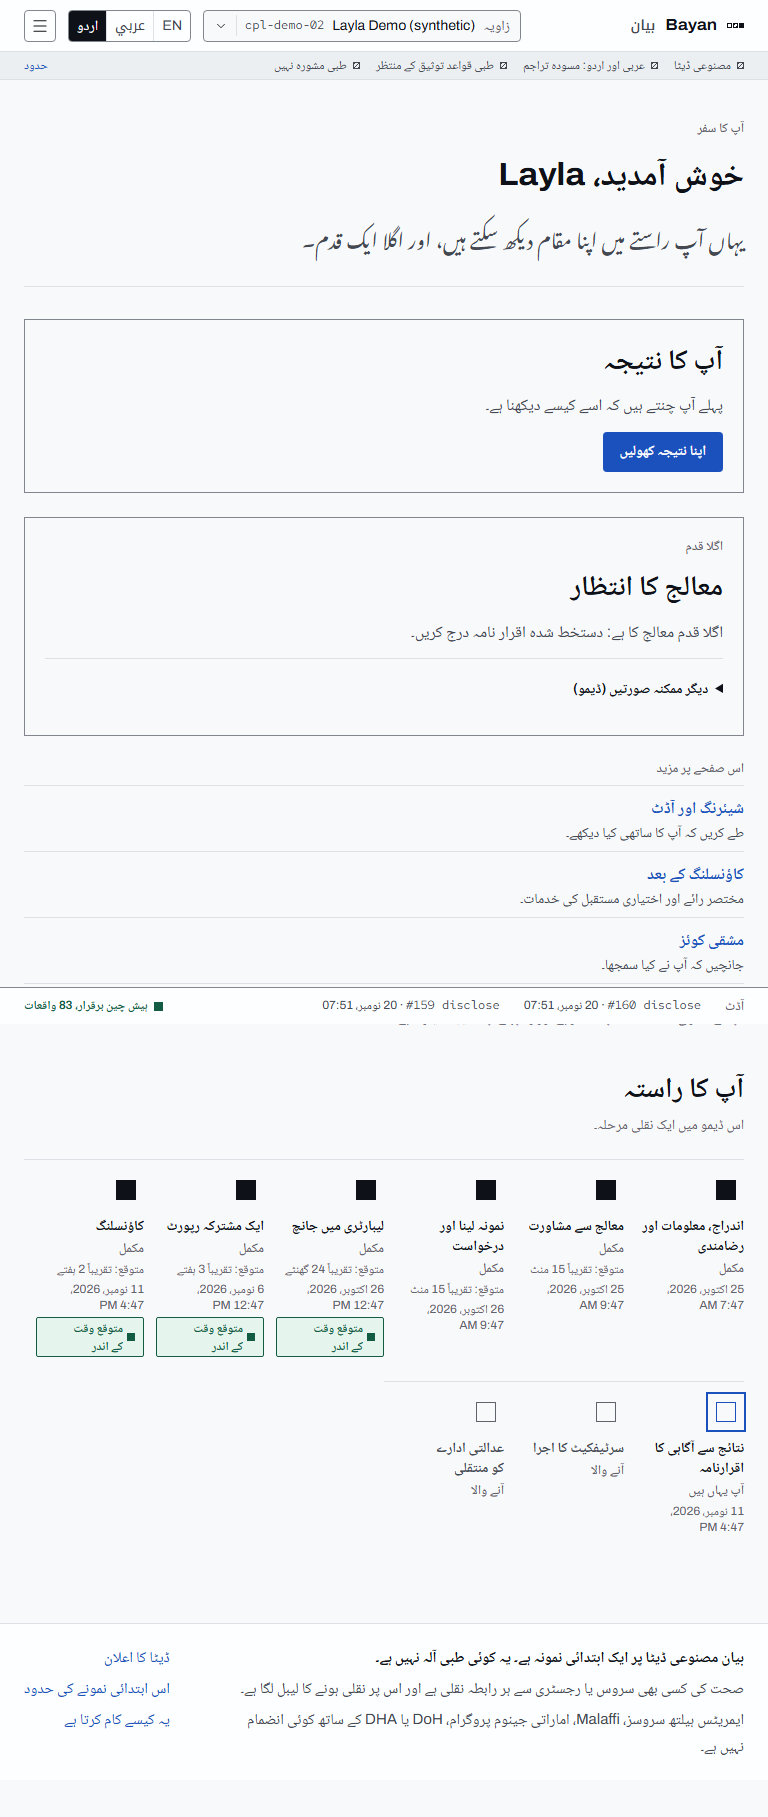 Bayan بيان
زاویہ Layla Demo (synthetic) cpl-demo-02
EN عربي اردو
مصنوعی ڈیٹا
عربی اور اردو: مسودہ تراجم
طبی قواعد توثیق کے منتظر
طبی مشورہ نہیں
حدود
آپ کا سفر
خوش آمدید، Layla
یہاں آپ راستے میں اپنا مقام دیکھ سکتے ہیں، اور اگلا ایک قدم۔
آپ کا نتیجہ
پہلے آپ چنتے ہیں کہ اسے کیسے دیکھنا ہے۔
اپنا نتیجہ کھولیں
اگلا قدم
معالج کا انتظار
اگلا قدم معالج کا ہے: دستخط شدہ اقرار نامہ درج کریں۔
دیگر ممکنہ صورتیں (ڈیمو)
اس صفحے پر مزید
شیئرنگ اور آڈٹ
طے کریں کہ آپ کا ساتھی کیا دیکھے۔
کاؤنسلنگ کے بعد
مختصر رائے اور اختیاری مستقبل کی خدمات۔
مشقی کوئز
جانچیں کہ آپ نے کیا سمجھا۔
آڈٹ
#160 disclose · 20 نومبر، 07:51
#159 disclose · 20 نومبر، 07:51
ہیش چین برقرار، 83 واقعات
آپ کا راستہ
اس ڈیمو میں ایک نقلی مرحلہ۔
اندراج، معلومات اور
رضامندی
مکمل
25 اکتوبر، 2026،
7:47 AM
معالج سے مشاورت
مکمل
متوقع: تقریباً 15 منٹ
25 اکتوبر، 2026،
9:47 AM
نمونہ لینا اور
درخواست
مکمل
متوقع: تقریباً 15 منٹ
26 اکتوبر، 2026،
9:47 AM
لیبارٹری میں جانچ
مکمل
متوقع: تقریباً 24 گھنٹے
26 اکتوبر، 2026،
12:47 PM
متوقع وقت
کے اندر
ایک مشترکہ رپورٹ
مکمل
متوقع: تقریباً 3 ہفتے
6 نومبر، 2026،
12:47 PM
متوقع وقت
کے اندر
کاؤنسلنگ
مکمل
متوقع: تقریباً 2 ہفتے
11 نومبر، 2026،
4:47 PM
متوقع وقت
کے اندر
نتائج سے آگاہی کا
اقرارنامہ
آپ یہاں ہیں
11 نومبر، 2026،
4:47 PM
سرٹیفکیٹ کا اجرا
آنے والا
عدالتی ادارے
کو منتقلی
آنے والا
بیان مصنوعی ڈیٹا پر ایک ابتدائی نمونہ ہے۔ یہ کوئی طبی آلہ نہیں ہے۔
صحت کی کسی بھی سروس یا رجسٹری سے ہر رابطہ نقلی ہے اور اس پر نقلی ہونے کا لیبل لگا ہے۔
ایمریٹس ہیلتھ سروسز، Malaffi، اماراتی جینوم پروگرام، DoH یا DHA کے ساتھ کوئی انضمام
نہیں ہے۔
ڈیٹا کا اعلان
اس ابتدائی نمونے کی حدود
یہ کیسے کام کرتا ہے